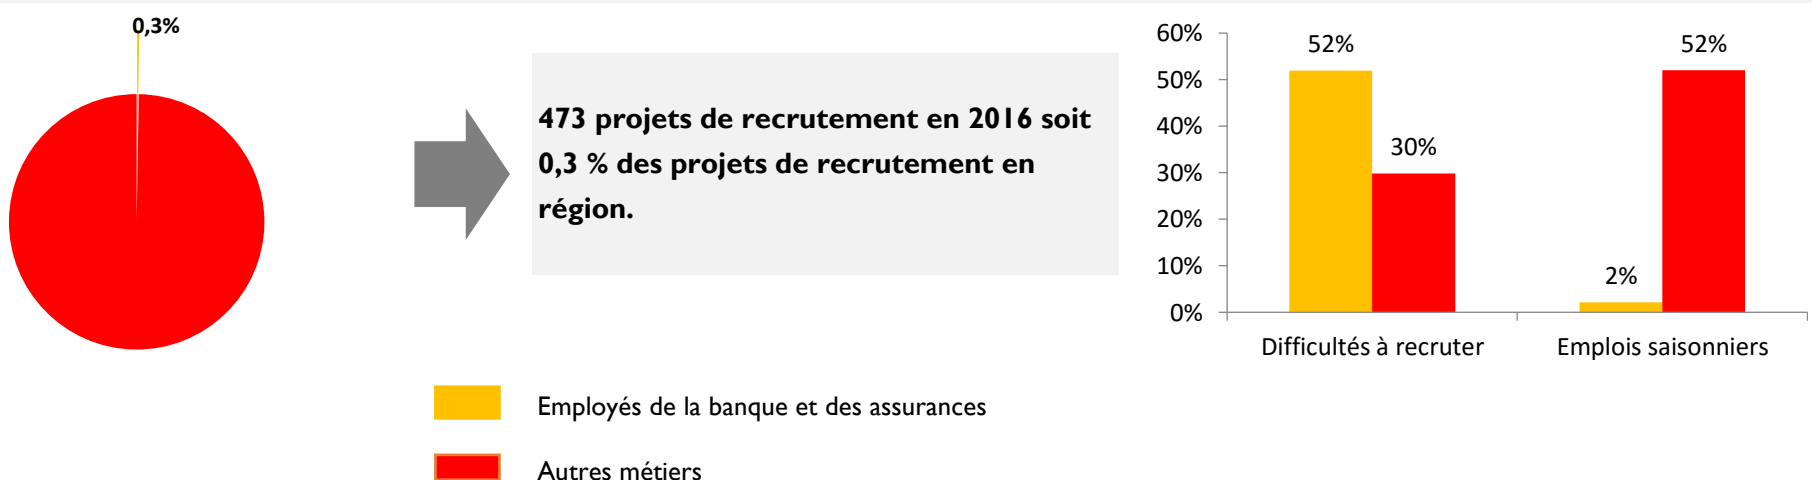 0,3%
473 projets de recrutement en 2016 soit
0,3 % des projets de recrutement en
région.
60%
50%
40%
30%
20%
10%
0%
52%
30%
2%
52%
Difficultés à recruter
Emplois saisonniers
Employés de la banque et des assurances
Autres métiers